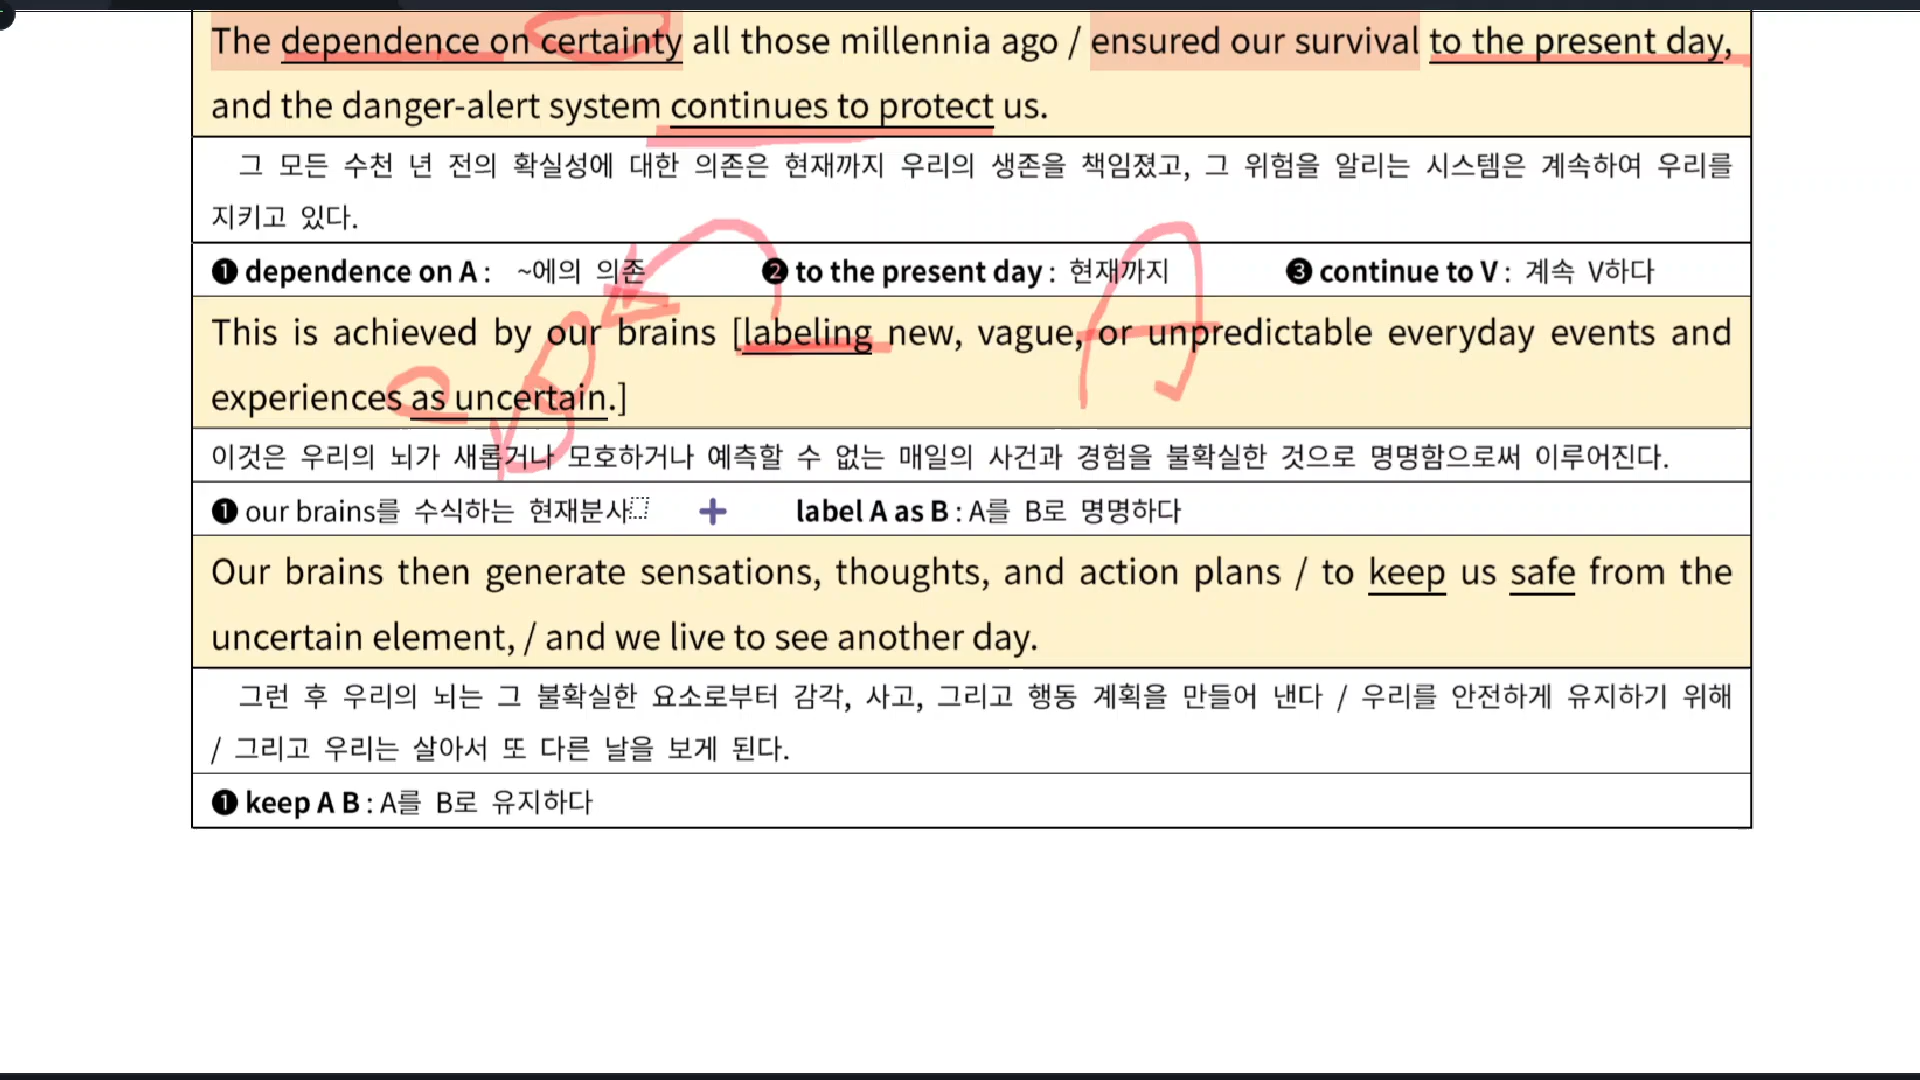 The dependence on certainty all those millennia ago / ensured our survival to the present day,
and the danger-alert system continues to protect us.
그 모든 수천 년 전의 확실성에 대한 의존은 현재까지 우리의 생존을 책임졌고, 그 위험을 알리는 시스템은 계속하여 우리를
지키고 있다.
❶ dependence on A : ~에의 의존 ❷ to the present day : 현재까지 ❸ continue to V : 계속 V하다
This is achieved by our brains [labeling new, vague, or unpredictable everyday events and
experiences as uncertain.]
이것은 우리의 뇌가 새롭거나 모호하거나 예측할 수 없는 매일의 사건과 경험을 불확실한 것으로 명명함으로써 이루어진다.
❶ our brains를 수식하는 현재분사 + label A as B : A를 B로 명명하다
Our brains then generate sensations, thoughts, and action plans / to keep us safe from the
uncertain element, / and we live to see another day.
그런 후 우리의 뇌는 그 불확실한 요소로부터 감각, 사고, 그리고 행동 계획을 만들어 낸다 / 우리를 안전하게 유지하기 위해
/ 그리고 우리는 살아서 또 다른 날을 보게 된다.
❶ keep A B : A를 B로 유지하다
A
B